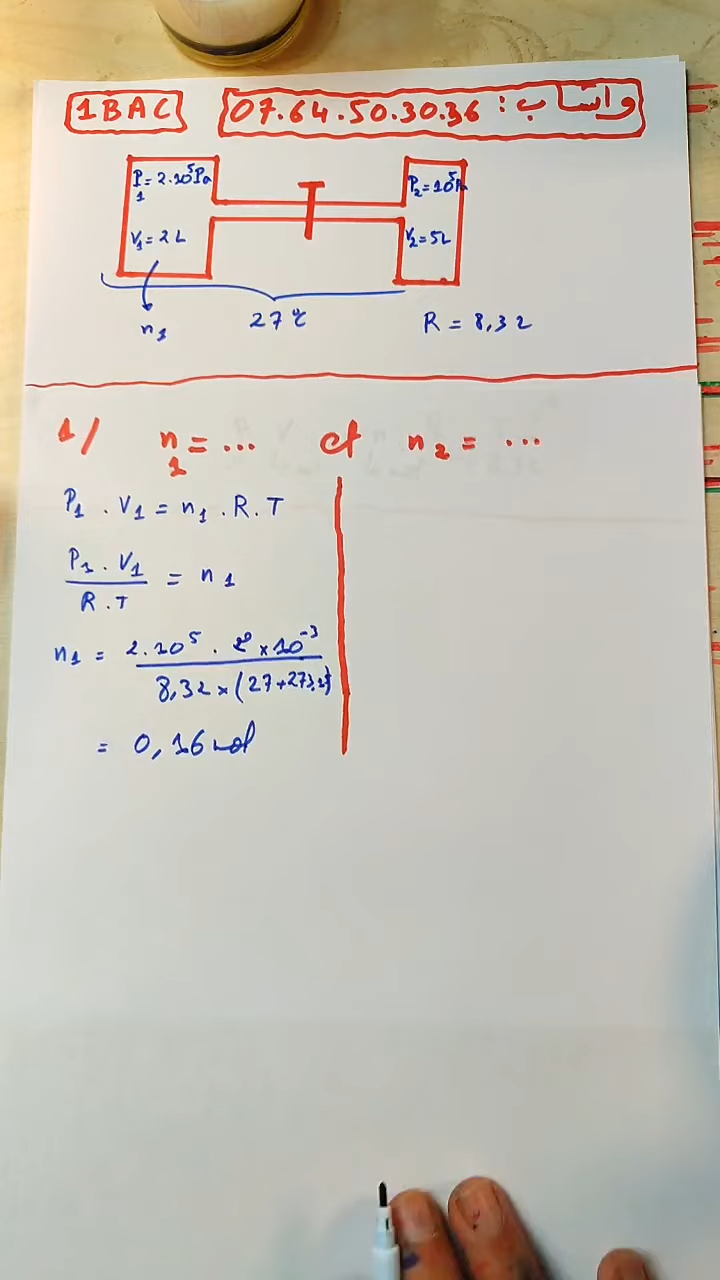 1BAC
واتساب : 07.64.50.30.36
P₁ = 2.10⁵Pa
V₁ = 2L
n₁
P₂ = 10⁵Pa
V₂ = 5L
27°C
R = 8,32
1/ n₁ = ... et n₂ = ...
P₁ . V₁ = n₁ . R . T
P₁ . V₁ / R . T = n₁
n₁ = 2.10⁵ . 2 × 10⁻³ / 8,32 × (27+273,15)
= 0,16 mol